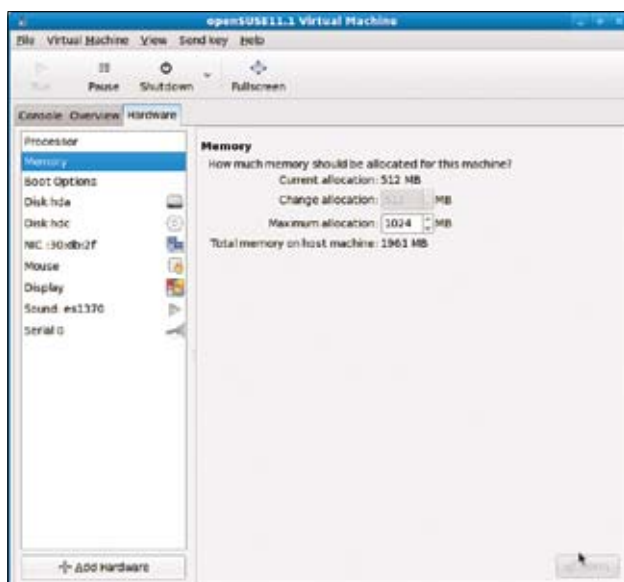 openSUSE11.1 Virtual Machine
File Virtual Machine View Send key Help
Run Pause Shutdown Fullscreen
Console Overview Hardware
Processor
Memory
Boot Options
Disk hda
Disk hdc
NIC :30:db:2f
Mouse
Display
Sound: es1370
Serial 0
Add Hardware
Memory
How much memory should be allocated for this machine?
Current allocation: 512 MB
Change allocation: 512 MB
Maximum allocation: 1024 MB
Total memory on host machine: 1961 MB